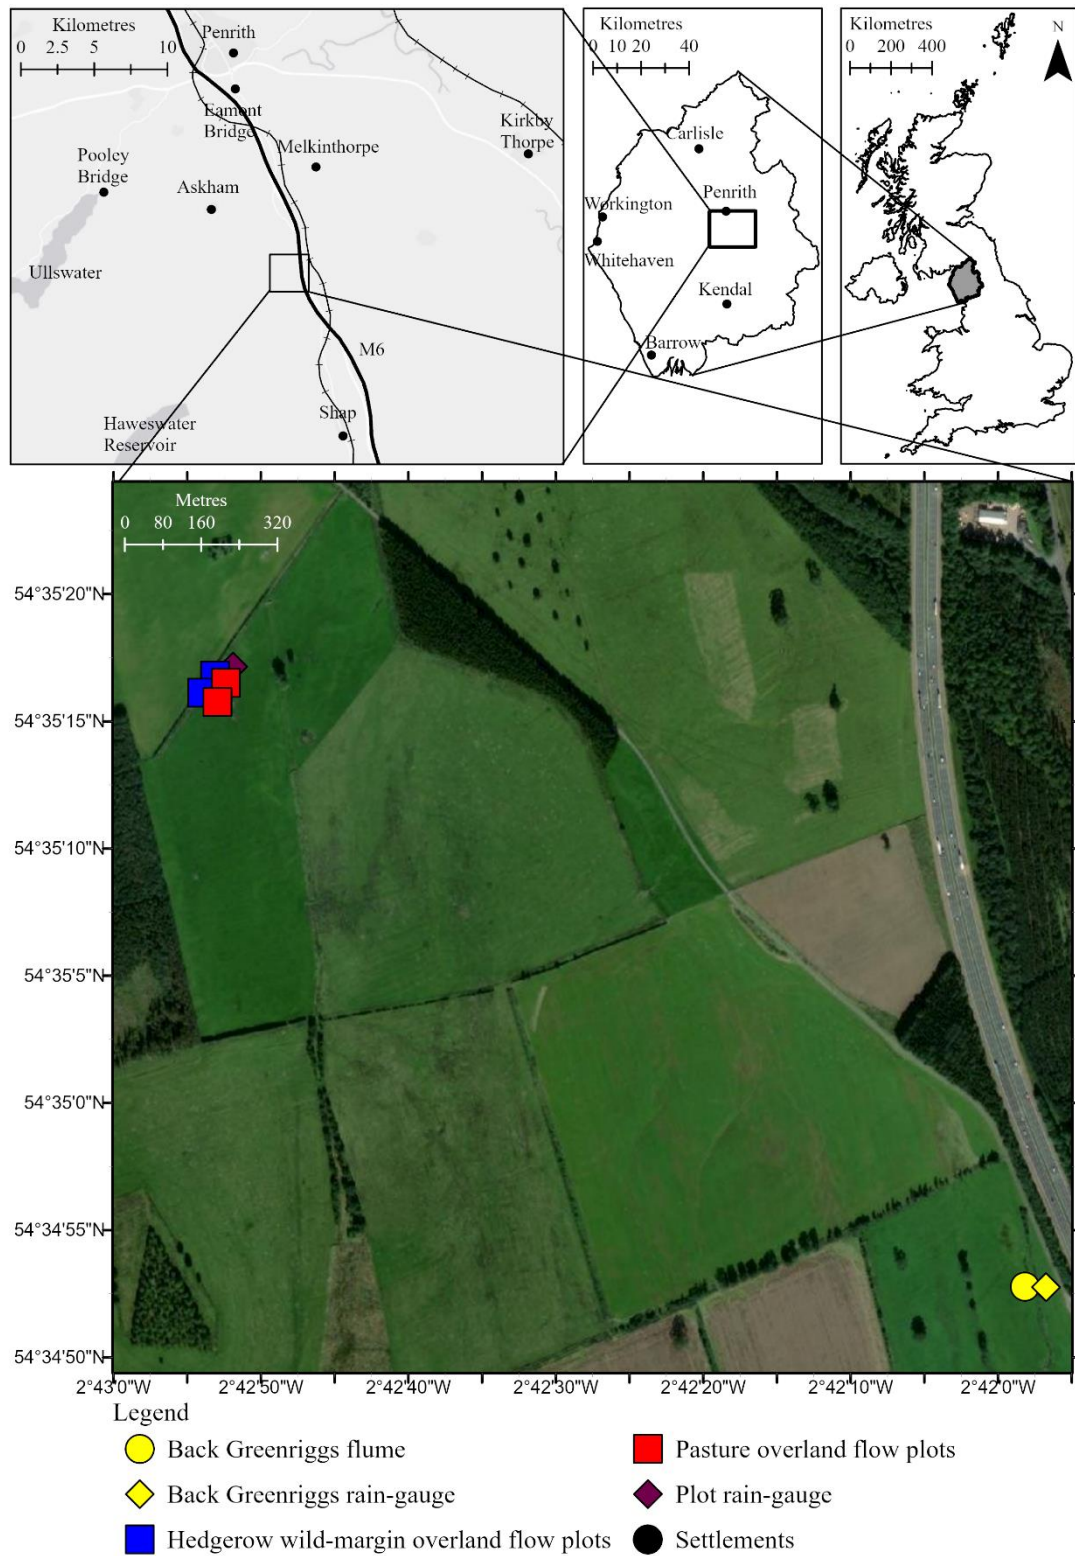 Kilometres
0 2.5 5 10
Penrith
Eamont
Bridge
Melkinthorpe
Kirkby
Thorpe
Pooley
Bridge
Askham
Ullswater
M6
Shap
Haweswater
Reservoir
Kilometres
0 10 20 40
Carlisle
Penrith
Workington
Whitehaven
Kendal
Barrow
Kilometres
0 200 400
N
Metres
0 80 160 320
54°35'20"N
54°35'15"N
54°35'10"N
54°35'5"N
54°35'0"N
54°34'55"N
54°34'50"N
2°43'0"W 2°42'50"W 2°42'40"W 2°42'30"W 2°42'20"W 2°42'10"W 2°42'0"W
Legend
Back Greenriggs flume
Back Greenriggs rain-gauge
Hedgerow wild-margin overland flow plots
Pasture overland flow plots
Plot rain-gauge
Settlements